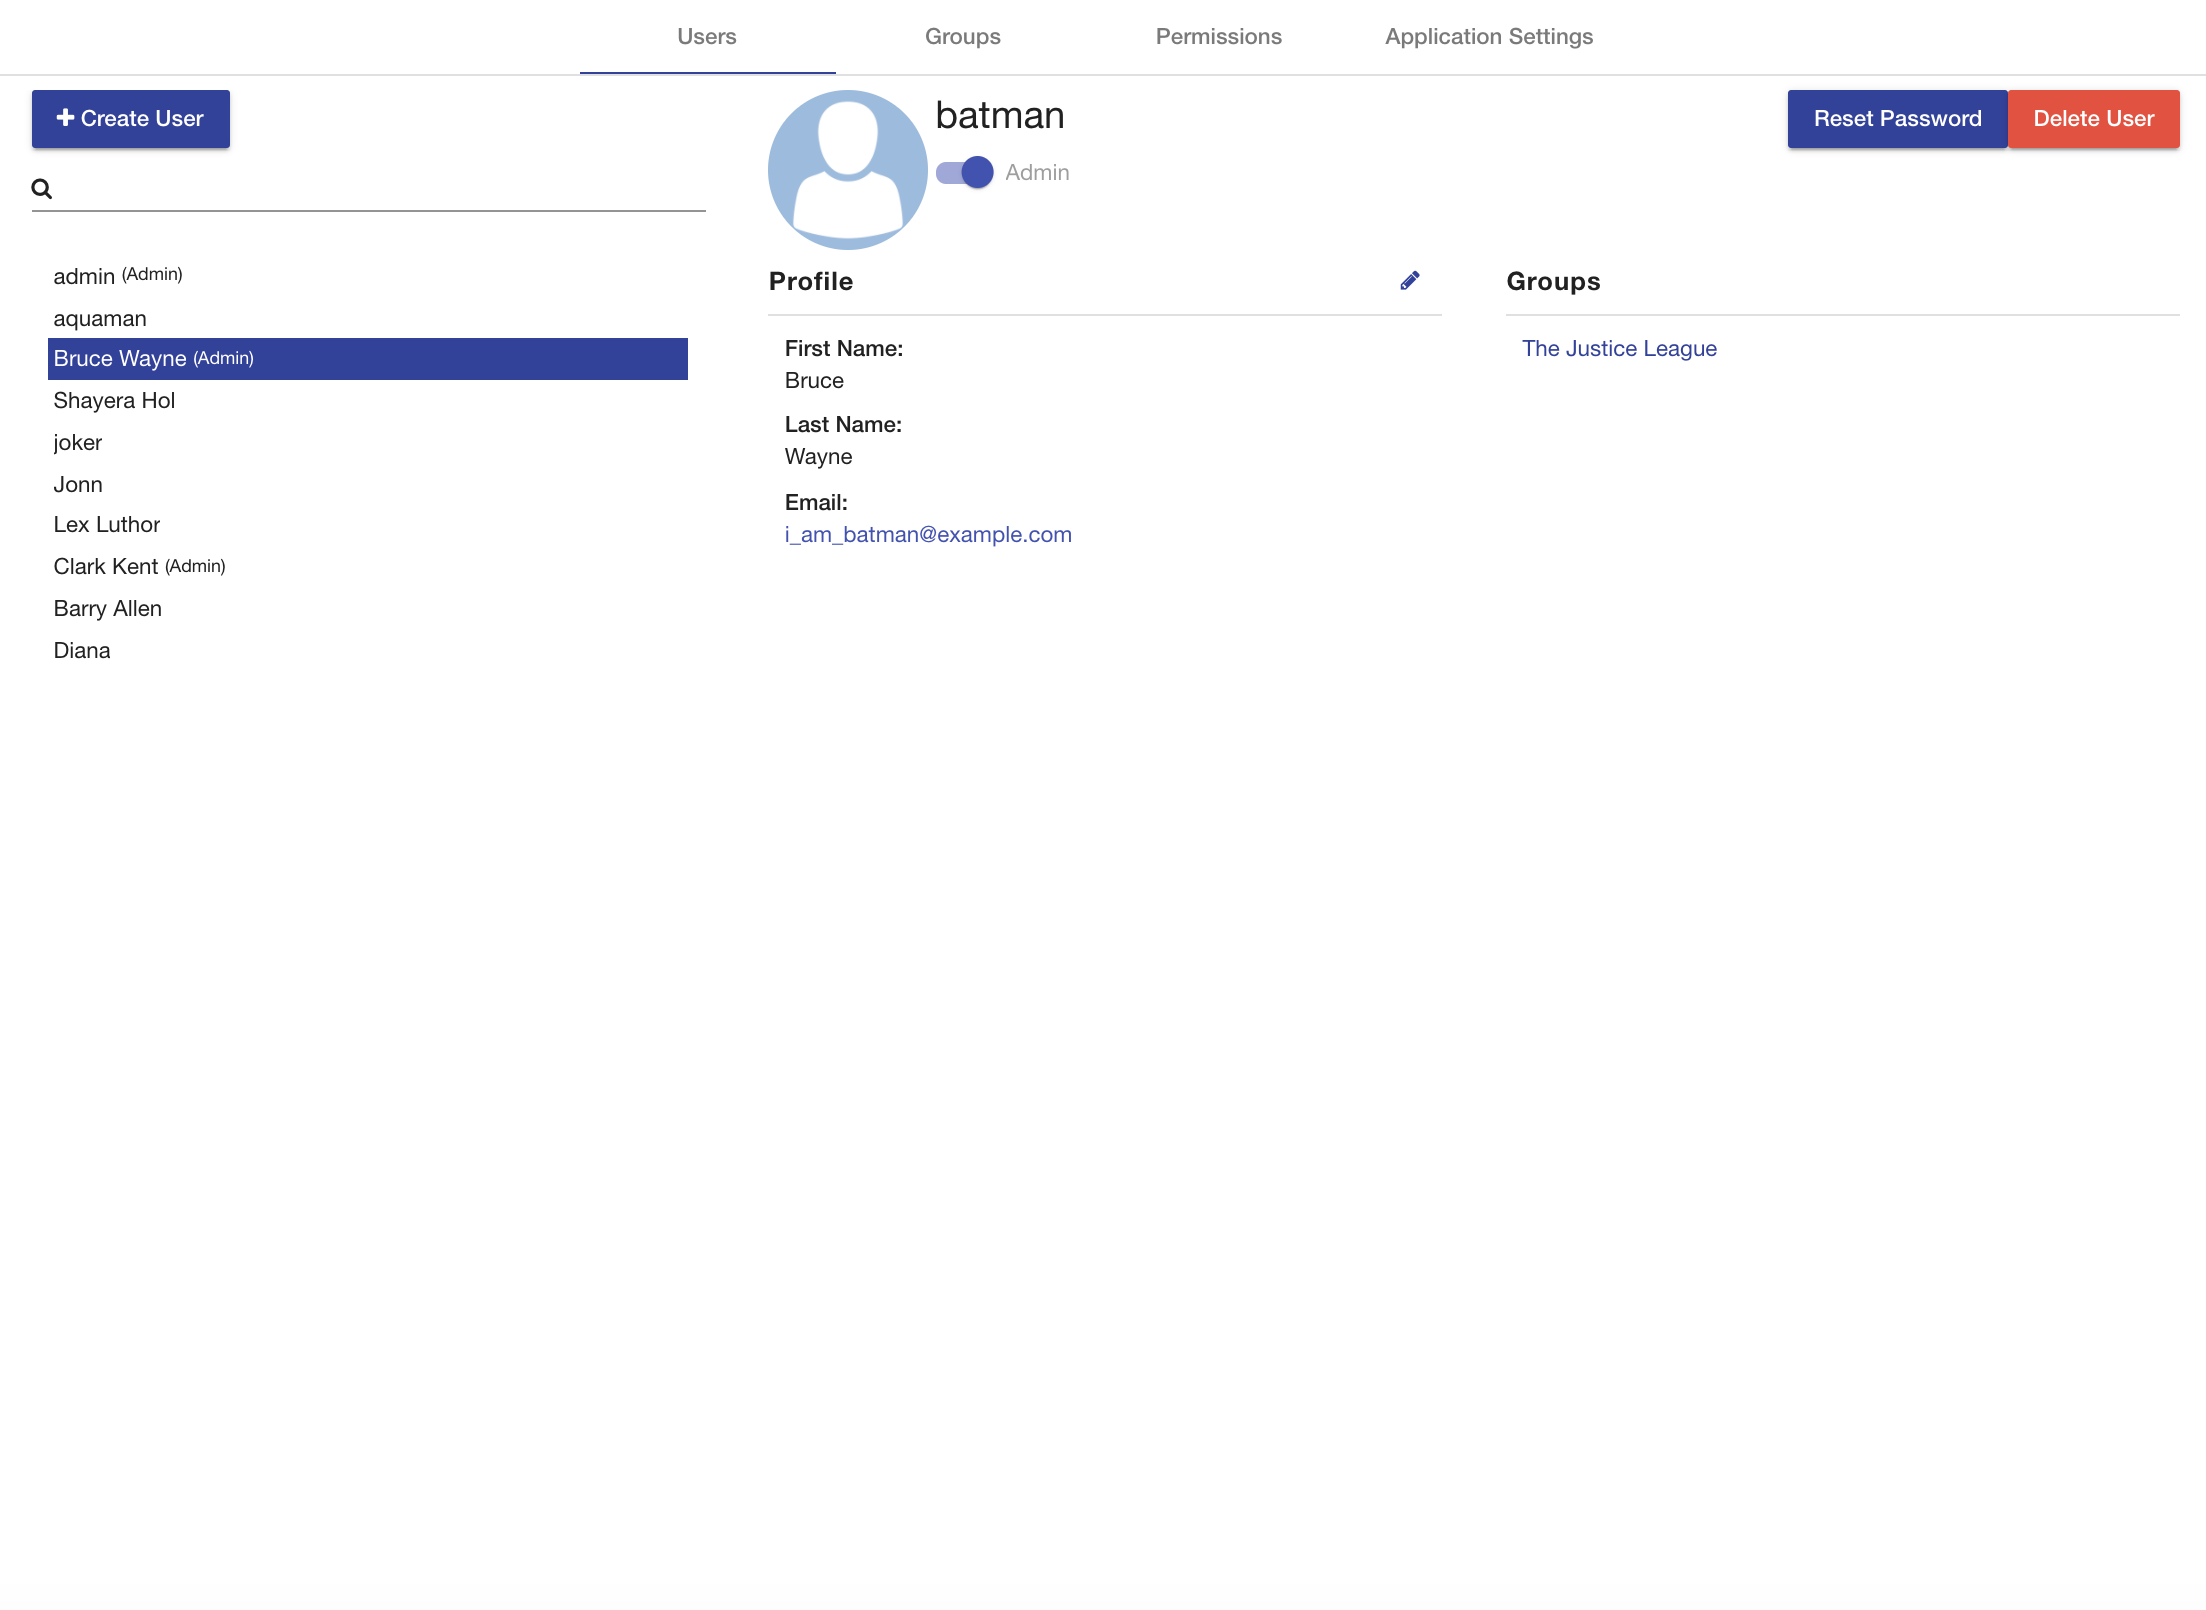 Users Groups Permissions Application Settings
Create User
admin (Admin)
aquaman
Bruce Wayne (Admin)
Shayera Hol
joker
Jonn
Lex Luthor
Clark Kent (Admin)
Barry Allen
Diana
batman
Admin
Reset Password Delete User
Profile
First Name:
Bruce
Last Name:
Wayne
Email:
i_am_batman@example.com
Groups
The Justice League